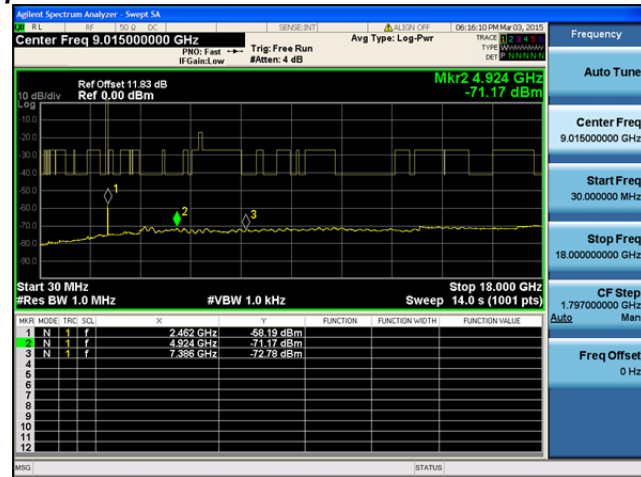 Agilent Spectrum Analyzer - Swept SA
RL RF 50 Ω DC SENSE:INT ALIGN OFF 06:16:10 PM Mar 03, 2015
Center Freq 9.015000000 GHz
PNO: Fast
IFGain:Low
Trig: Free Run
#Atten: 4 dB
Avg Type: Log-Pwr
TRACE 1 2 3 4 5 6
TYPE
DET P N N N N N
Frequency
Auto Tune
Center Freq
9.015000000 GHz
Start Freq
30.000000 MHz
Stop Freq
18.000000000 GHz
CF Step
1.797000000 GHz
Auto Man
Freq Offset
0 Hz
Ref Offset 11.83 dB
10 dB/div Ref 0.00 dBm
Log
Mkr2 4.924 GHz
-71.17 dBm
-10.0
-20.0
-30.0
-40.0
-50.0
-60.0
-70.0
-80.0
-90.0
1
2
3
Start 30 MHz Stop 18.000 GHz
#Res BW 1.0 MHz #VBW 1.0 kHz Sweep 14.0 s (1001 pts)
MKR MODE TRC SCL X Y FUNCTION FUNCTION WIDTH FUNCTION VALUE
1 N 1 f 2.462 GHz -58.19 dBm
2 N 1 f 4.924 GHz -71.17 dBm
3 N 1 f 7.386 GHz -72.78 dBm
4
5
6
7
8
9
10
11
12
MSG STATUS